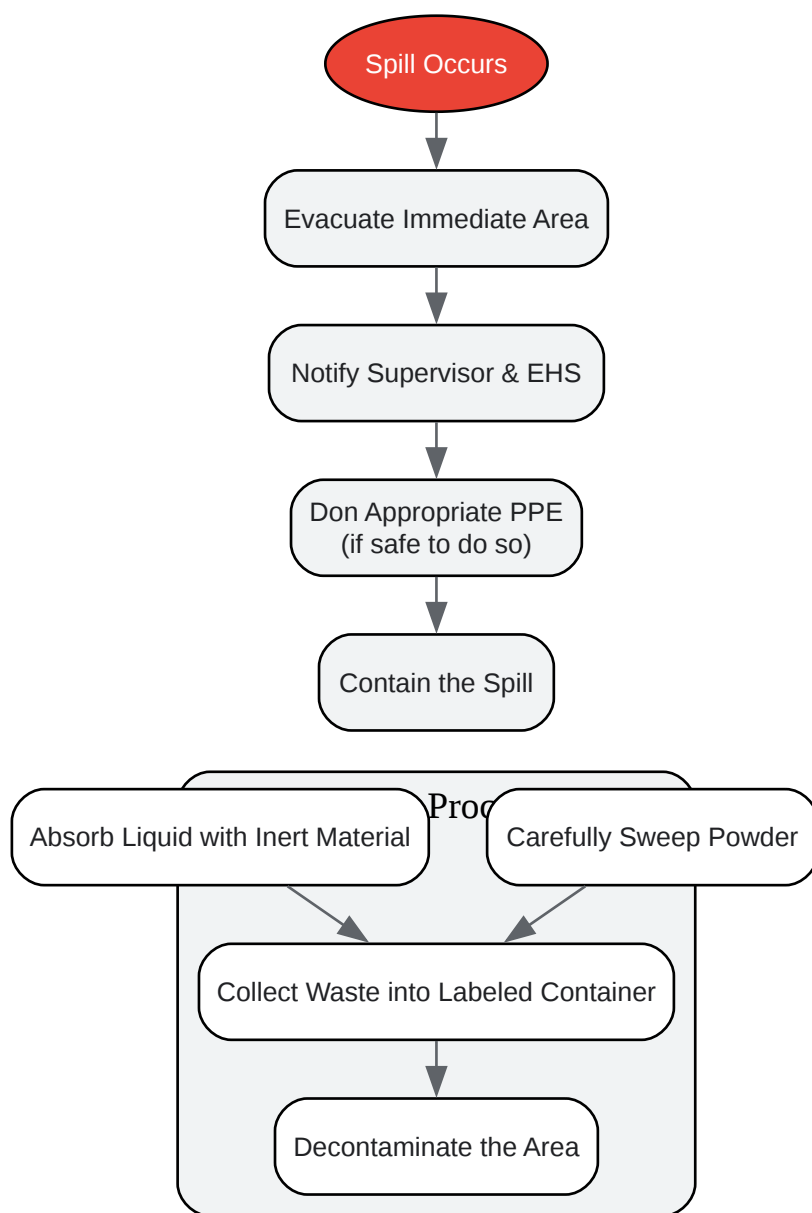 Spill Occurs
Evacuate Immediate Area
Notify Supervisor & EHS
Don Appropriate PPE
(if safe to do so)
Contain the Spill
Absorb Liquid with Inert Material
Carefully Sweep Powder
Collect Waste into Labeled Container
Decontaminate the Area